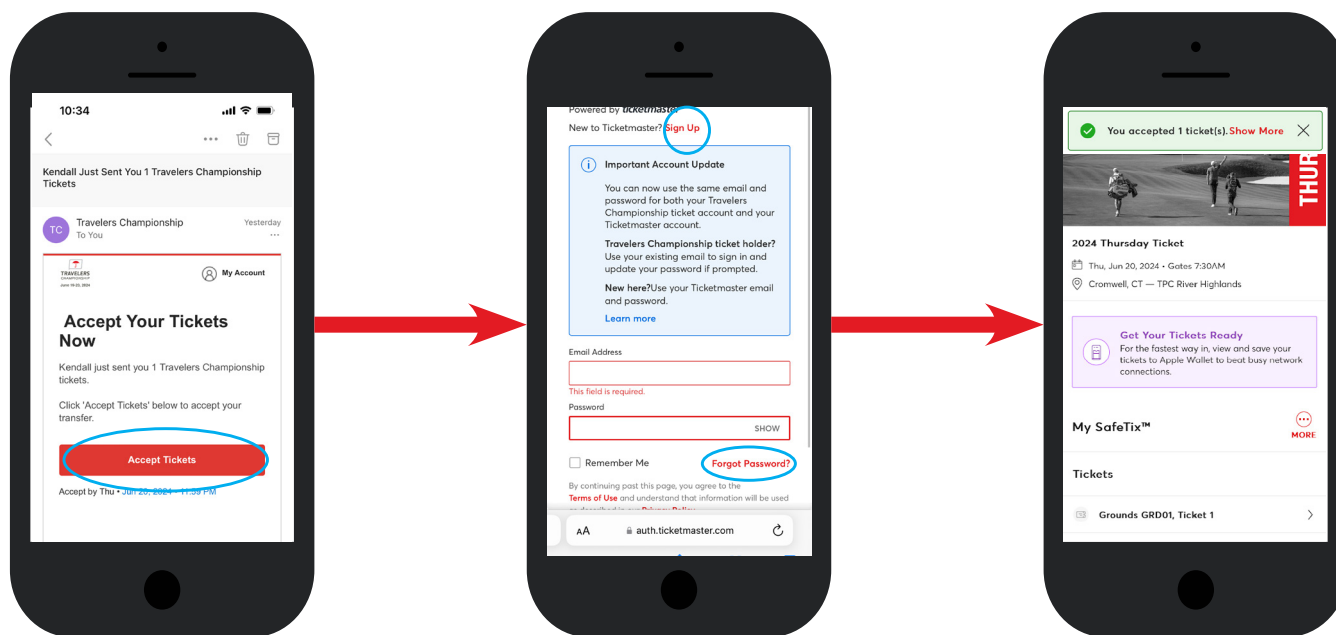 10:34
Kendall Just Sent You 1 Travelers Championship
Tickets
TC
Travelers Championship
Yesterday
To You
TRAVELERS
CHAMPIONSHIP
My Account
Accept Your Tickets
Now
Kendall just sent you 1 Travelers Championship
tickets.
Click 'Accept Tickets' below to accept your
transfer.
Accept Tickets
Accept by Thu • Jun 20, 2024 - 11:59 PM
Powered by ticketmaster
New to Ticketmaster? Sign Up
Important Account Update
You can now use the same email and
password for both your Travelers
Championship ticket account and your
Ticketmaster account.
Travelers Championship ticket holder?
Use your existing email to sign in and
update your password if prompted.
New here?Use your Ticketmaster email
and password.
Learn more
Email Address
This field is required.
Password
SHOW
Remember Me
Forgot Password?
By continuing past this page, you agree to the
Terms of Use and understand that information will be used
as described in our Privacy Policy
AA
auth.ticketmaster.com
You accepted 1 ticket(s). Show More
THUR
2024 Thursday Ticket
Thu, Jun 20, 2024 • Gates 7:30AM
Cromwell, CT — TPC River Highlands
Get Your Tickets Ready
For the fastest way in, view and save your
tickets to Apple Wallet to beat busy network
connections.
My SafeTix™
MORE
Tickets
Grounds GRD01, Ticket 1